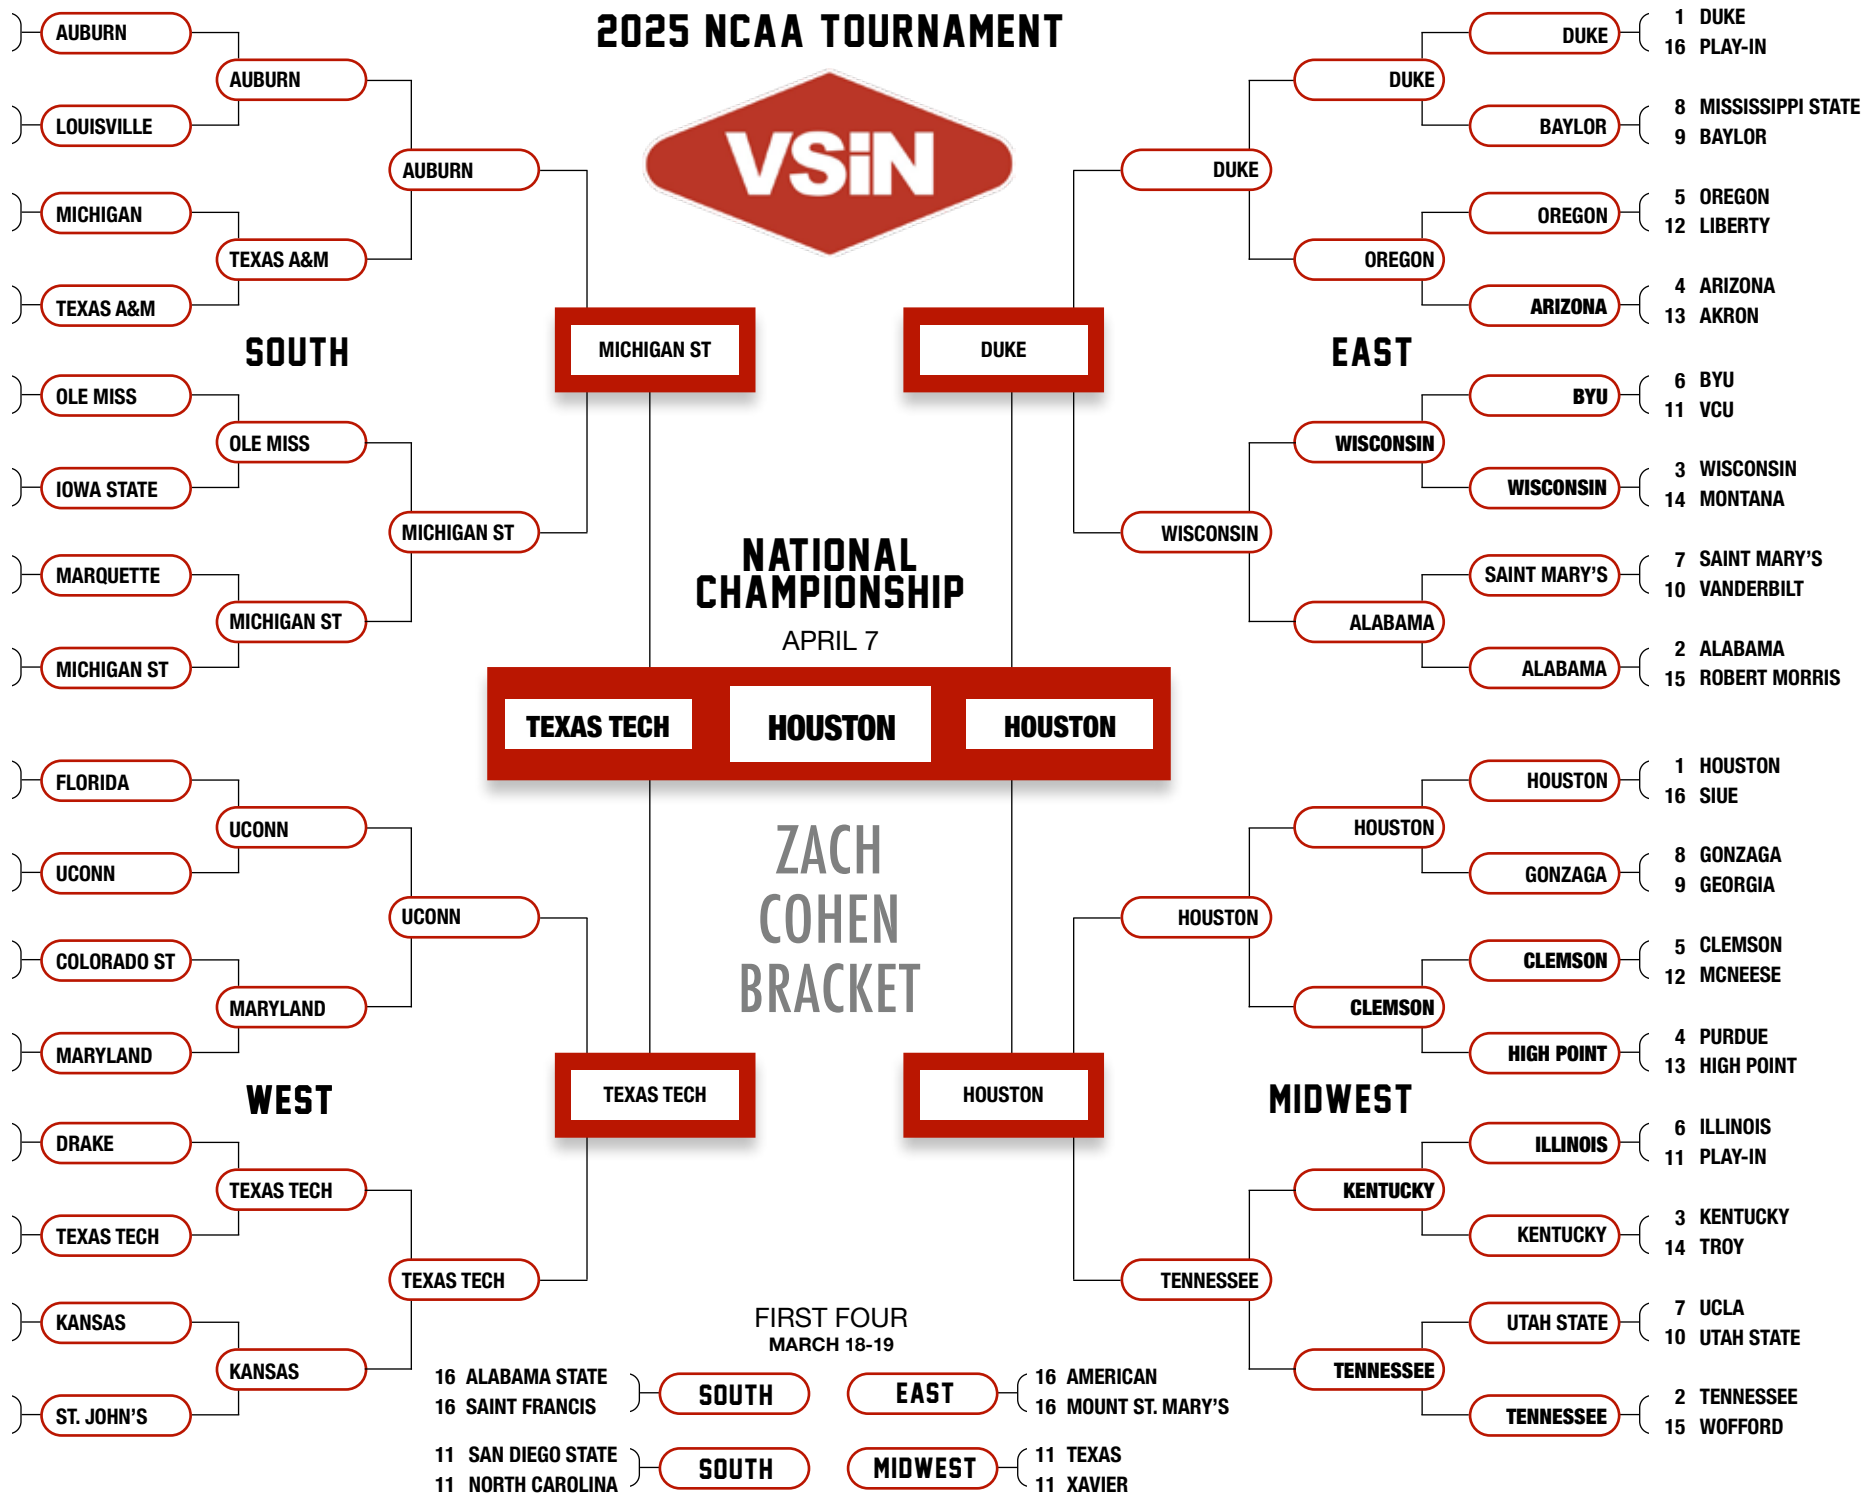 2025 NCAA TOURNAMENT
VSiN
AUBURN
LOUISVILLE
MICHIGAN
TEXAS A&M
OLE MISS
IOWA STATE
MARQUETTE
MICHIGAN ST
AUBURN
TEXAS A&M
OLE MISS
MICHIGAN ST
AUBURN
MICHIGAN ST
SOUTH
MICHIGAN ST
FLORIDA
UCONN
COLORADO ST
MARYLAND
DRAKE
TEXAS TECH
KANSAS
ST. JOHN'S
UCONN
MARYLAND
TEXAS TECH
KANSAS
UCONN
TEXAS TECH
WEST
TEXAS TECH
NATIONAL
CHAMPIONSHIP
APRIL 7
TEXAS TECH
HOUSTON
HOUSTON
ZACH
COHEN
BRACKET
DUKE
EAST
DUKE
WISCONSIN
DUKE
OREGON
WISCONSIN
ALABAMA
DUKE
BAYLOR
OREGON
ARIZONA
BYU
WISCONSIN
SAINT MARY'S
ALABAMA
1 DUKE
16 PLAY-IN
8 MISSISSIPPI STATE
9 BAYLOR
5 OREGON
12 LIBERTY
4 ARIZONA
13 AKRON
6 BYU
11 VCU
3 WISCONSIN
14 MONTANA
7 SAINT MARY'S
10 VANDERBILT
2 ALABAMA
15 ROBERT MORRIS
HOUSTON
MIDWEST
HOUSTON
TENNESSEE
HOUSTON
CLEMSON
KENTUCKY
TENNESSEE
HOUSTON
GONZAGA
CLEMSON
HIGH POINT
ILLINOIS
KENTUCKY
UTAH STATE
TENNESSEE
1 HOUSTON
16 SIUE
8 GONZAGA
9 GEORGIA
5 CLEMSON
12 MCNEESE
4 PURDUE
13 HIGH POINT
6 ILLINOIS
11 PLAY-IN
3 KENTUCKY
14 TROY
7 UCLA
10 UTAH STATE
2 TENNESSEE
15 WOFFORD
FIRST FOUR
MARCH 18-19
16 ALABAMA STATE
16 SAINT FRANCIS
SOUTH
11 SAN DIEGO STATE
11 NORTH CAROLINA
SOUTH
EAST
16 AMERICAN
16 MOUNT ST. MARY'S
MIDWEST
11 TEXAS
11 XAVIER